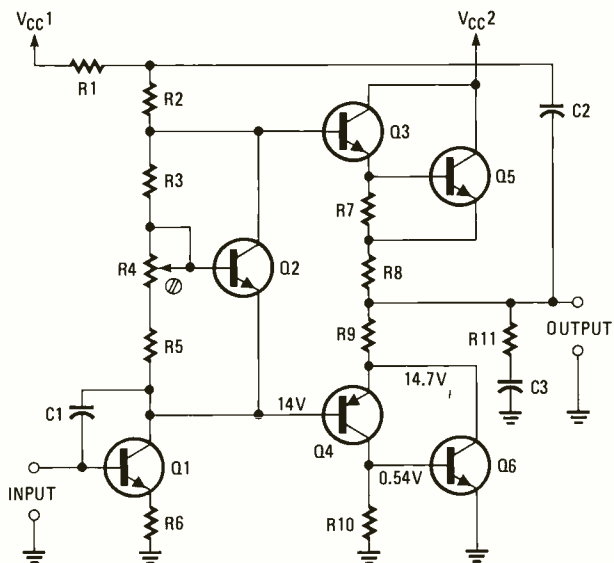 VCC1
VCC2
R1
R2
C2
Q3
R3
Q5
R7
R4
Q2
R8
R11
OUTPUT
R9
R5
C3
14V
14.7V
C1
Q4
Q1
0.54V
Q6
INPUT
R6
R10